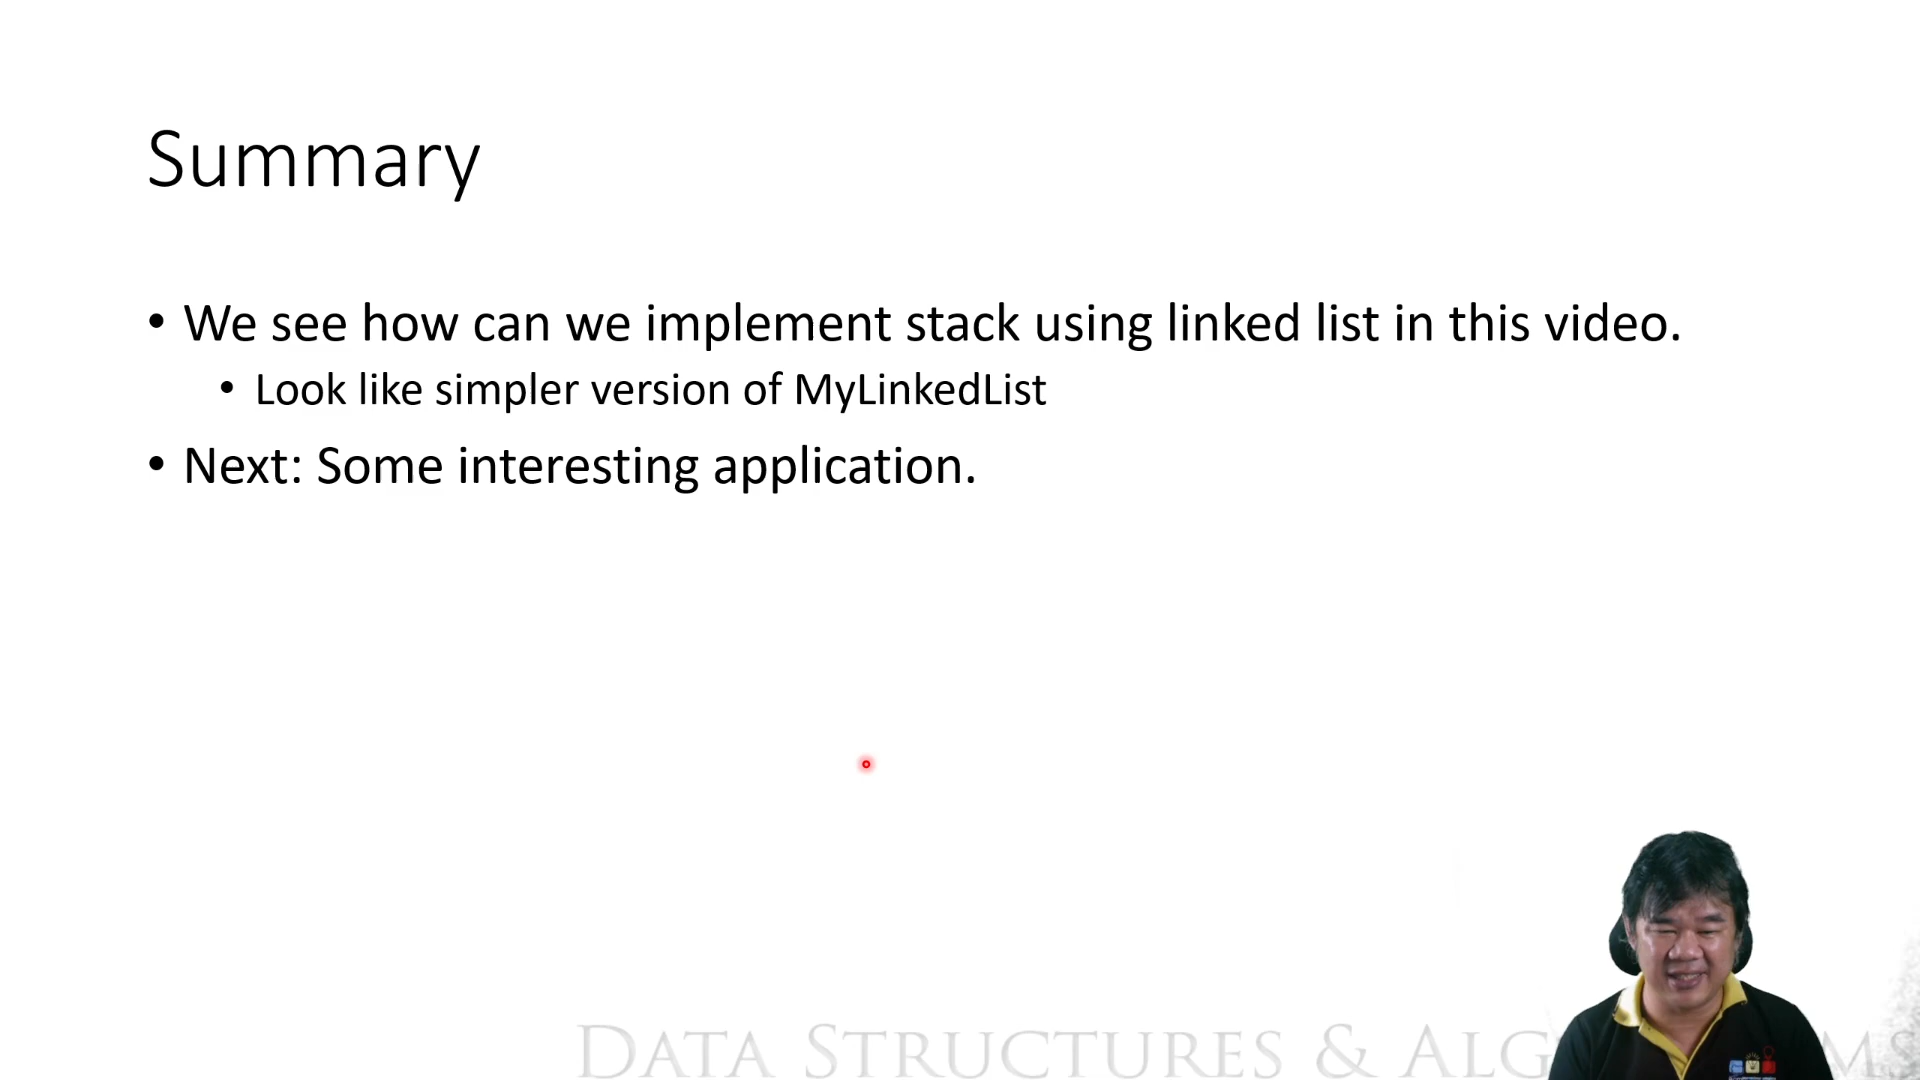 Summary
• We see how can we implement stack using linked list in this video.
• Look like simpler version of MyLinkedList
• Next: Some interesting application.
DATA STRUCTURES & ALG MS